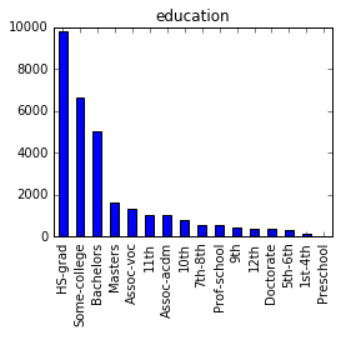 education
10000
8000
6000
4000
2000
0
HS-grad
Some-college
Bachelors
Masters
Assoc-voc
11th
Assoc-acdm
10th
7th-8th
Prof-school
9th
12th
Doctorate
5th-6th
1st-4th
Preschool